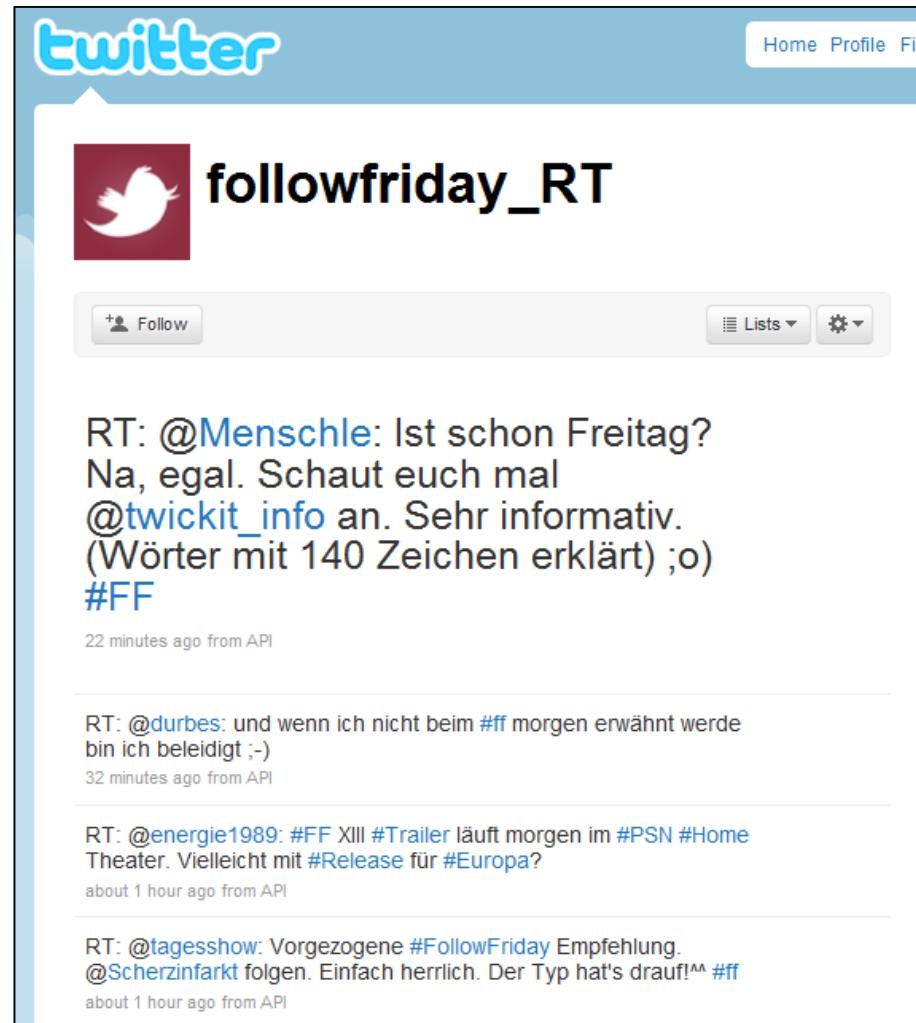 twitter
Home Profile Fi
followfriday_RT
Follow
Lists
RT: @Menschle: Ist schon Freitag?
Na, egal. Schaut euch mal
@twickit_info an. Sehr informativ.
(Wörter mit 140 Zeichen erklärt) ;o)
#FF
22 minutes ago from API
RT: @durbes: und wenn ich nicht beim #ff morgen erwähnt werde
bin ich beleidigt ;-)
32 minutes ago from API
RT: @energie1989: #FF XIII #Trailer läuft morgen im #PSN #Home
Theater. Vielleicht mit #Release für #Europa?
about 1 hour ago from API
RT: @tagesshow: Vorgezogene #FollowFriday Empfehlung.
@Scherzinfarkt folgen. Einfach herrlich. Der Typ hat's drauf!^^ #ff
about 1 hour ago from API